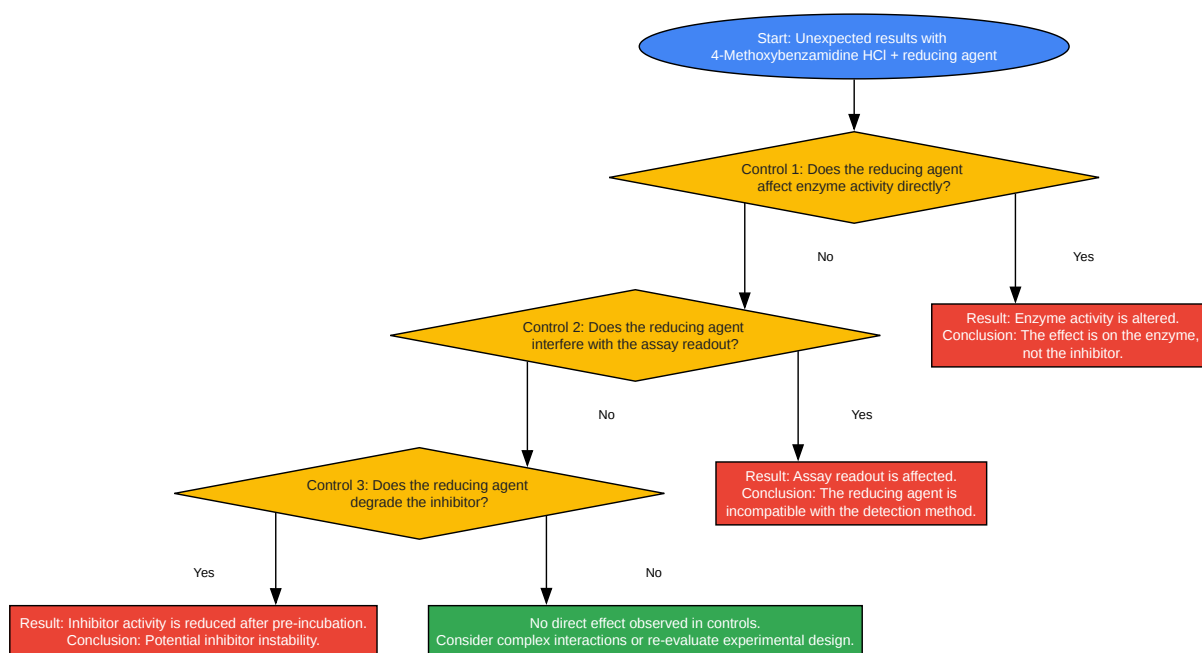 Start: Unexpected results with
4-Methoxybenzamidine HCl + reducing agent
Control 1: Does the reducing agent
affect enzyme activity directly?
No
Yes
Result: Enzyme activity is altered.
Conclusion: The effect is on the enzyme,
not the inhibitor.
Control 2: Does the reducing agent
interfere with the assay readout?
No
Yes
Result: Assay readout is affected.
Conclusion: The reducing agent is
incompatible with the detection method.
Control 3: Does the reducing agent
degrade the inhibitor?
Yes
No
Result: Inhibitor activity is reduced after pre-incubation.
Conclusion: Potential inhibitor instability.
No direct effect observed in controls.
Consider complex interactions or re-evaluate experimental design.